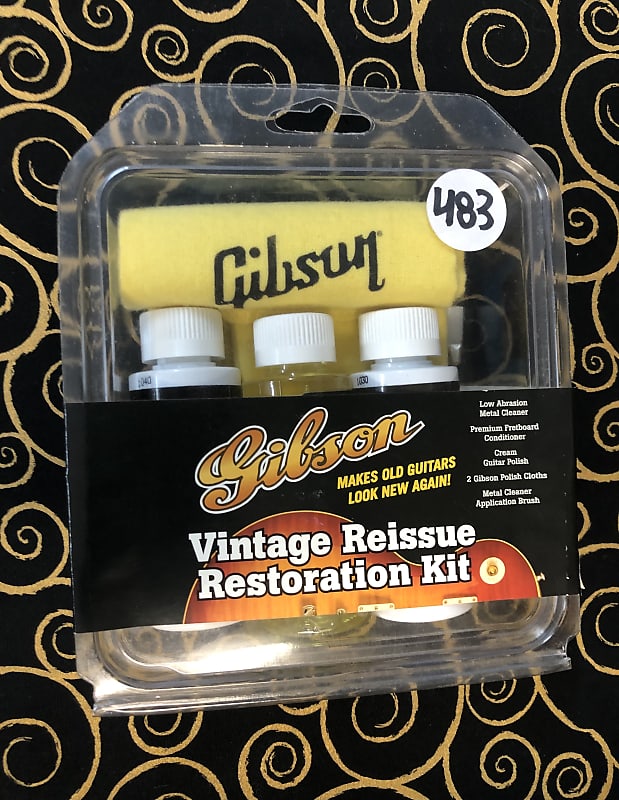 483
Gibson
Gibson
MAKES OLD GUITARS
LOOK NEW AGAIN!
Low Abrasion
Metal Cleaner
Premium Fretboard
Conditioner
Cream
Guitar Polish
2 Gibson Polish Cloths
Metal Cleaner
Application Brush
Vintage Reissue
Restoration Kit